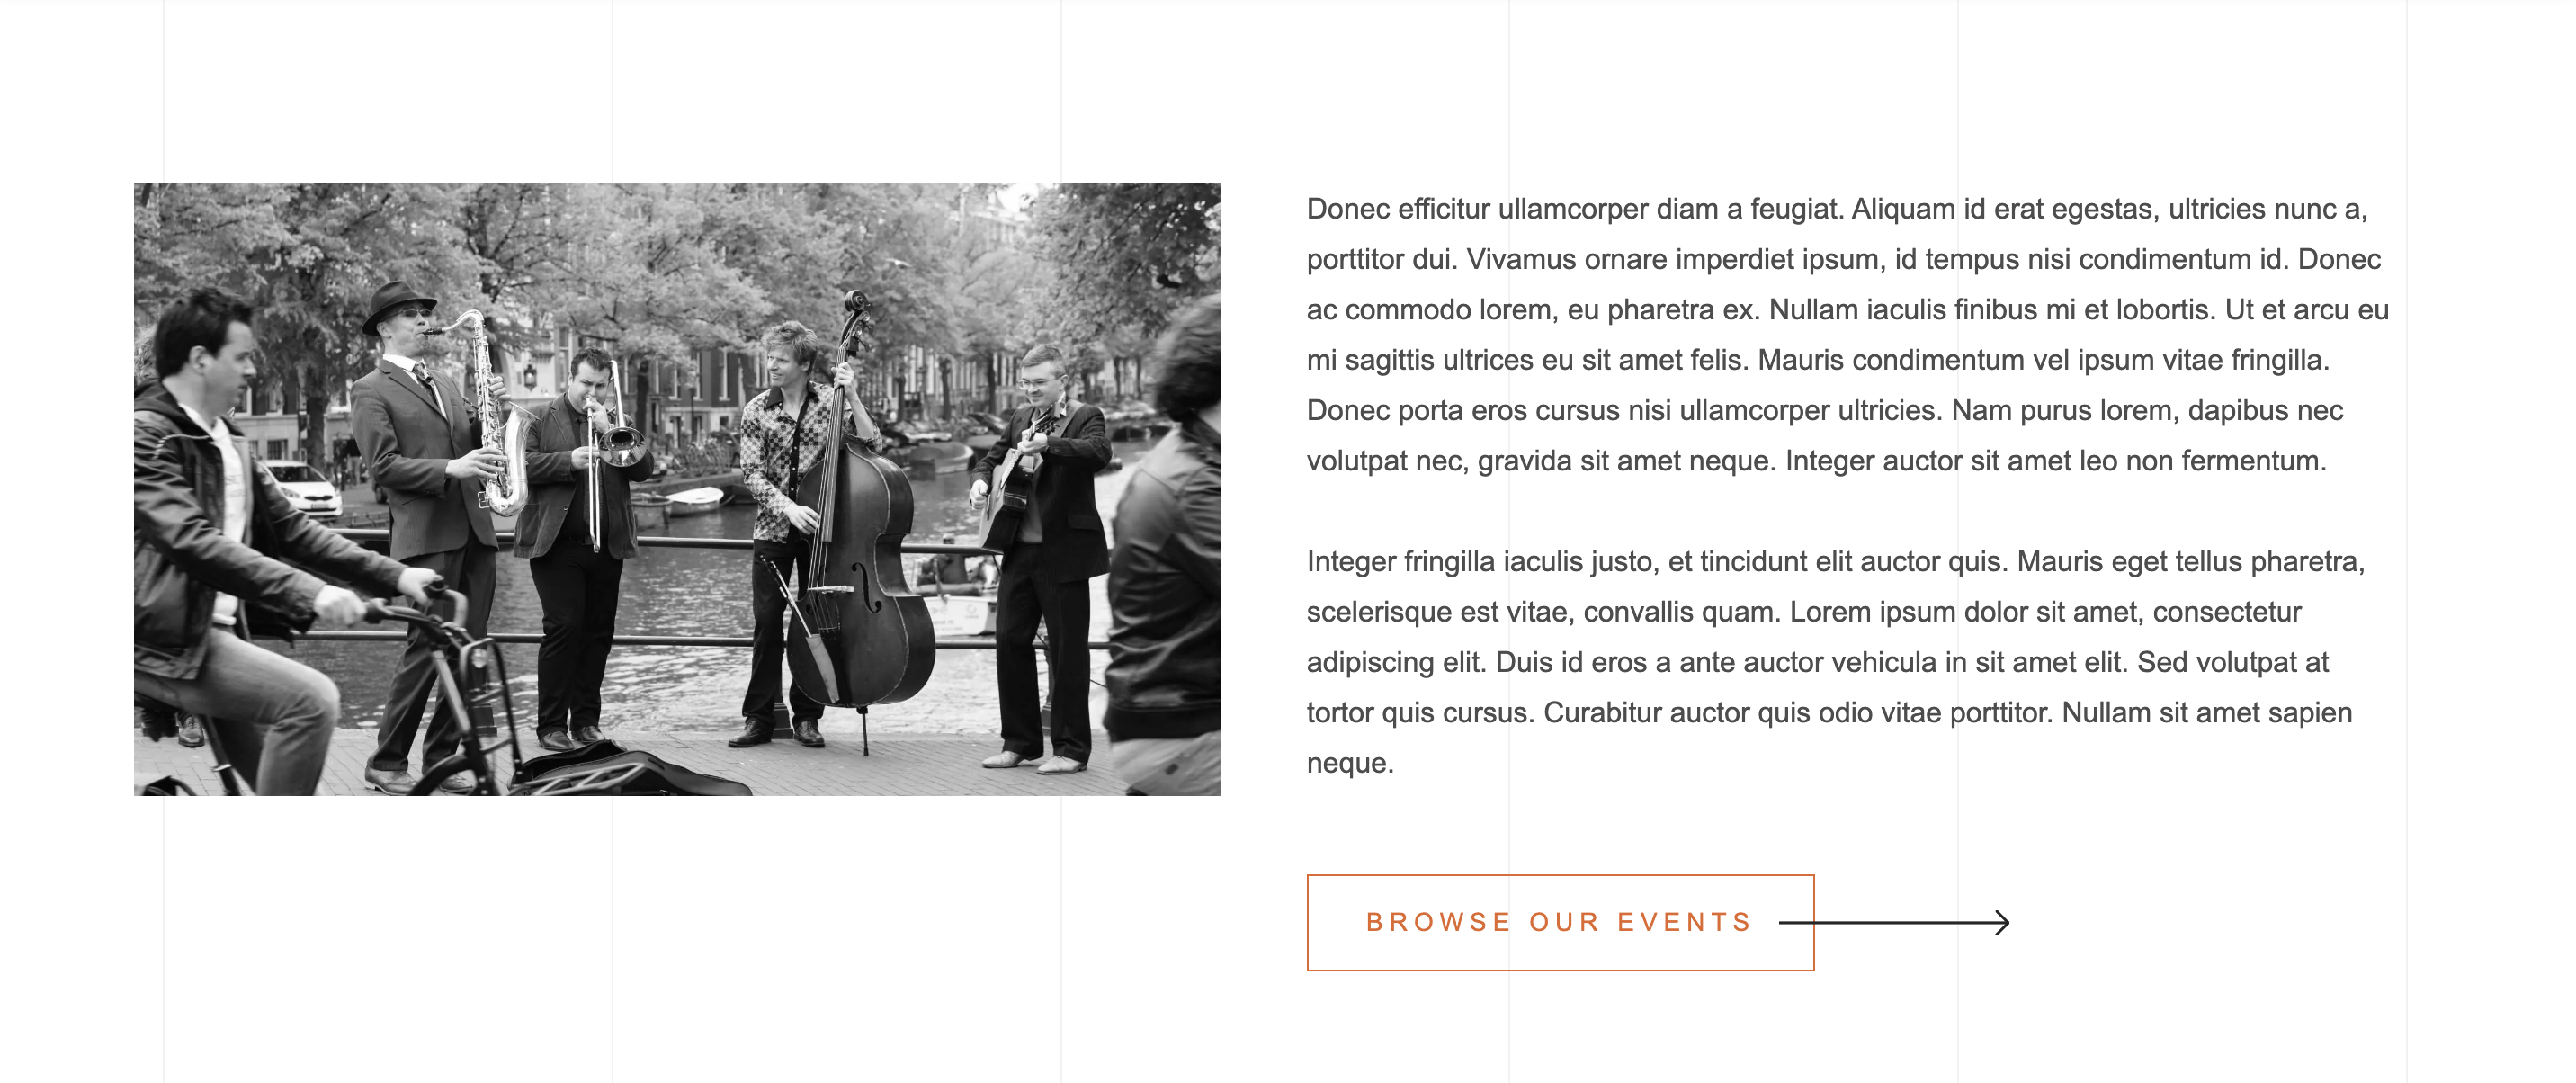 Donec efficitur ullamcorper diam a feugiat. Aliquam id erat egestas, ultricies nunc a,
porttitor dui. Vivamus ornare imperdiet ipsum, id tempus nisi condimentum id. Donec
ac commodo lorem, eu pharetra ex. Nullam iaculis finibus mi et lobortis. Ut et arcu eu
mi sagittis ultrices eu sit amet felis. Mauris condimentum vel ipsum vitae fringilla.
Donec porta eros cursus nisi ullamcorper ultricies. Nam purus lorem, dapibus nec
volutpat nec, gravida sit amet neque. Integer auctor sit amet leo non fermentum.
Integer fringilla iaculis justo, et tincidunt elit auctor quis. Mauris eget tellus pharetra,
scelerisque est vitae, convallis quam. Lorem ipsum dolor sit amet, consectetur
adipiscing elit. Duis id eros a ante auctor vehicula in sit amet elit. Sed volutpat at
tortor quis cursus. Curabitur auctor quis odio vitae porttitor. Nullam sit amet sapien
neque.
BROWSE OUR EVENTS